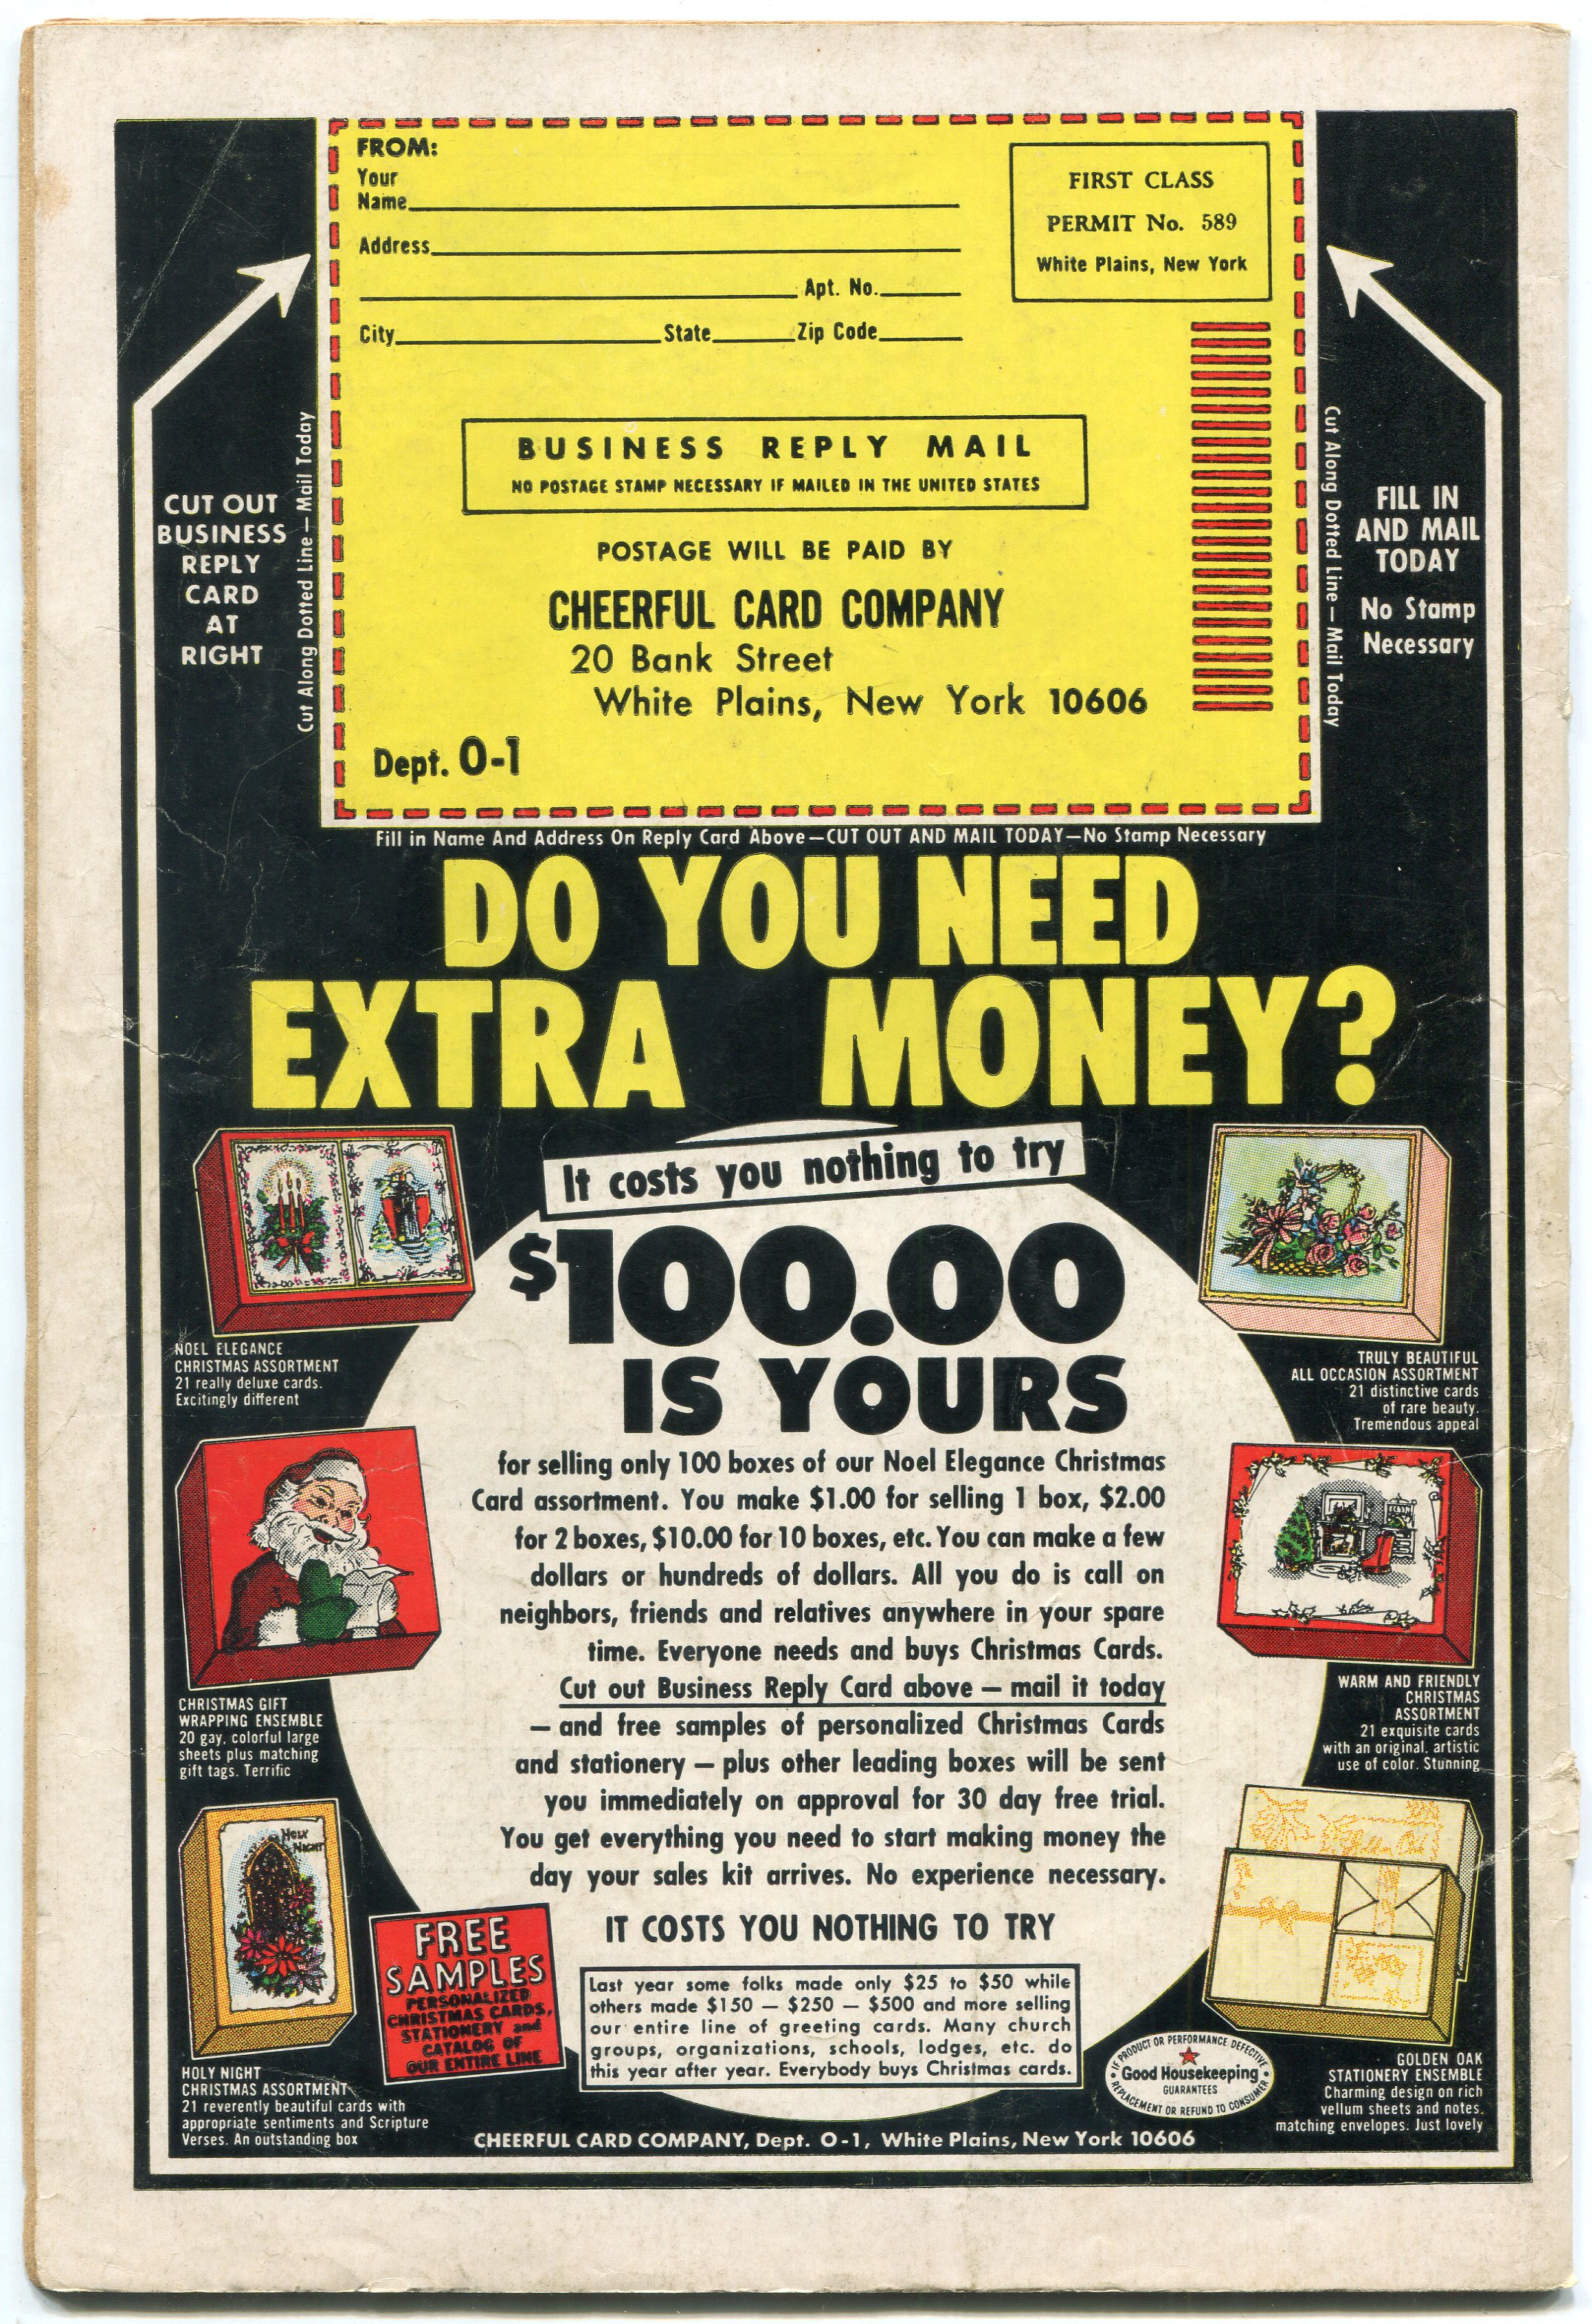 FROM:
Your
Name
Address
Apt. No.
City State Zip Code
FIRST CLASS
PERMIT No. 589
White Plains, New York
BUSINESS REPLY MAIL
NO POSTAGE STAMP NECESSARY IF MAILED IN THE UNITED STATES
POSTAGE WILL BE PAID BY
CHEERFUL CARD COMPANY
20 Bank Street
White Plains, New York 10606
Dept. O-1
CUT OUT
BUSINESS
REPLY
CARD
AT
RIGHT
Cut Along Dotted Line — Mail Today
Cut Along Dotted Line — Mail Today
FILL IN
AND MAIL
TODAY
No Stamp
Necessary
Fill in Name And Address On Reply Card Above—CUT OUT AND MAIL TODAY—No Stamp Necessary
DO YOU NEED
EXTRA MONEY?
It costs you nothing to try
$100.00
IS YOURS
for selling only 100 boxes of our Noel Elegance Christmas
Card assortment. You make $1.00 for selling 1 box, $2.00
for 2 boxes, $10.00 for 10 boxes, etc. You can make a few
dollars or hundreds of dollars. All you do is call on
neighbors, friends and relatives anywhere in your spare
time. Everyone needs and buys Christmas Cards.
Cut out Business Reply Card above — mail it today
— and free samples of personalized Christmas Cards
and stationery — plus other leading boxes will be sent
you immediately on approval for 30 day free trial.
You get everything you need to start making money the
day your sales kit arrives. No experience necessary.
IT COSTS YOU NOTHING TO TRY
Last year some folks made only $25 to $50 while
others made $150 — $250 — $500 and more selling
our entire line of greeting cards. Many church
groups, organizations, schools, lodges, etc. do
this year after year. Everybody buys Christmas cards.
NOEL ELEGANCE
CHRISTMAS ASSORTMENT
21 really deluxe cards.
Excitingly different
CHRISTMAS GIFT
WRAPPING ENSEMBLE
20 gay, colorful large
sheets plus matching
gift tags. Terrific
HOLY
NIGHT
HOLY NIGHT
CHRISTMAS ASSORTMENT
21 reverently beautiful cards with
appropriate sentiments and Scripture
Verses. An outstanding box
FREE
SAMPLES
PERSONALIZED
CHRISTMAS CARDS,
STATIONERY and
CATALOG OF
OUR ENTIRE LINE
TRULY BEAUTIFUL
ALL OCCASION ASSORTMENT
21 distinctive cards
of rare beauty.
Tremendous appeal
WARM AND FRIENDLY
CHRISTMAS
ASSORTMENT
21 exquisite cards
with an original, artistic
use of color. Stunning
GOLDEN OAK
STATIONERY ENSEMBLE
Charming design on rich
vellum sheets and notes,
matching envelopes. Just lovely
IF PRODUCT OR PERFORMANCE DEFECTIVE
Good Housekeeping
GUARANTEES
REPLACEMENT OR REFUND TO CONSUMER
CHEERFUL CARD COMPANY, Dept. O-1, White Plains, New York 10606